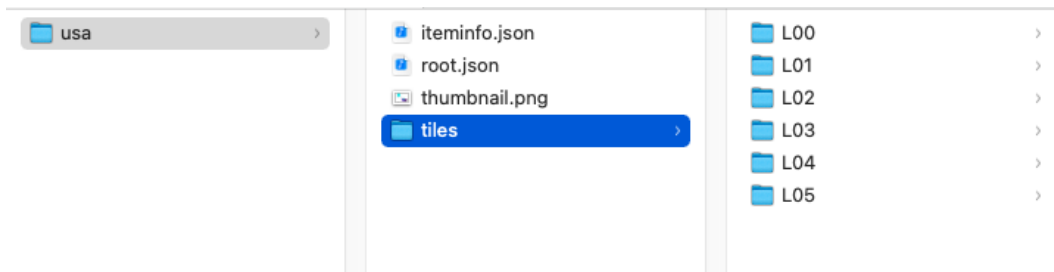 usa
iteminfo.json
root.json
thumbnail.png
tiles
L00
L01
L02
L03
L04
L05